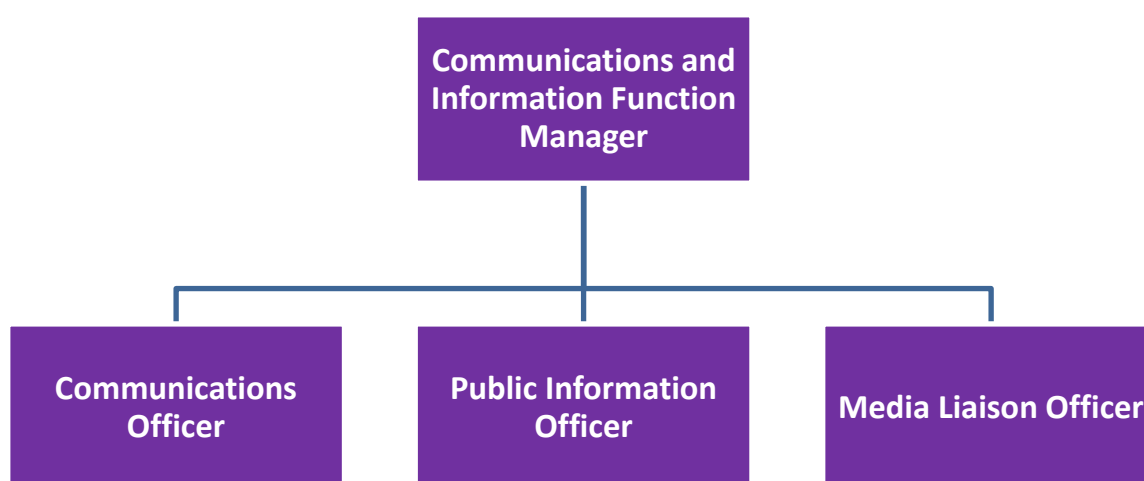 Communications and
Information Function
Manager
Communications
Officer
Public Information
Officer
Media Liaison Officer